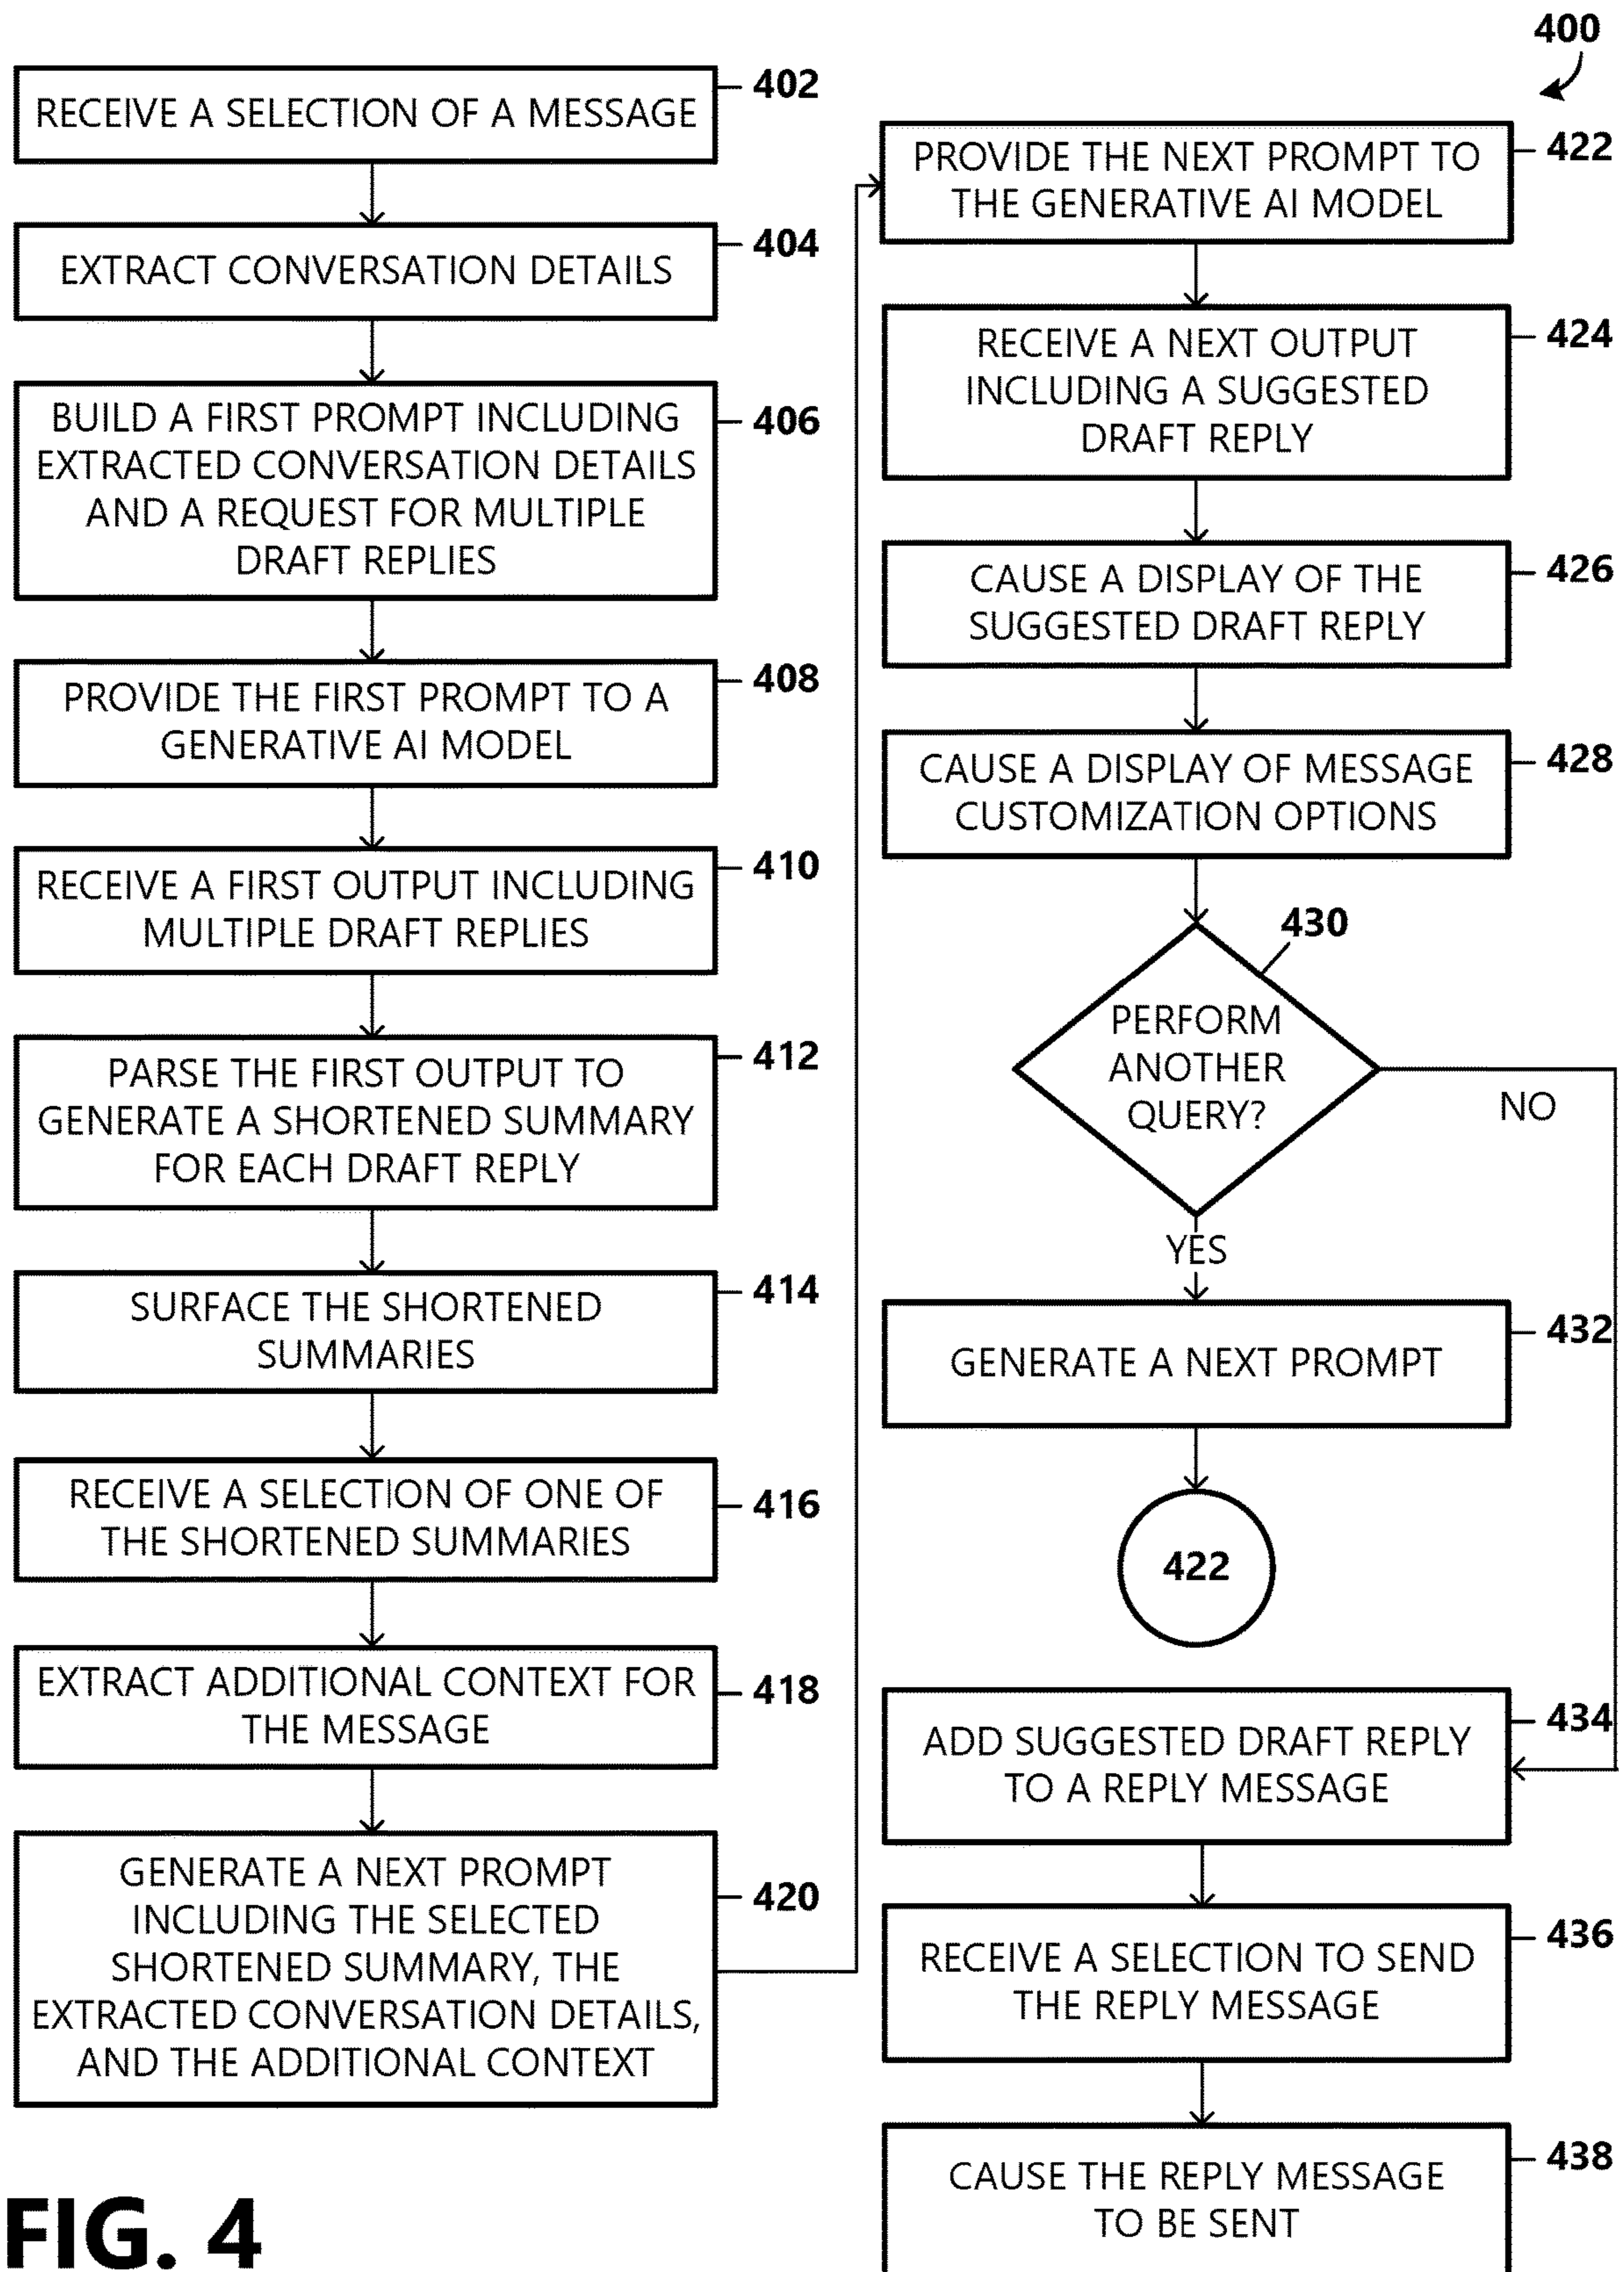 400
RECEIVE A SELECTION OF A MESSAGE
402
EXTRACT CONVERSATION DETAILS
404
BUILD A FIRST PROMPT INCLUDING
EXTRACTED CONVERSATION DETAILS
AND A REQUEST FOR MULTIPLE
DRAFT REPLIES
406
PROVIDE THE FIRST PROMPT TO A
GENERATIVE AI MODEL
408
RECEIVE A FIRST OUTPUT INCLUDING
MULTIPLE DRAFT REPLIES
410
PARSE THE FIRST OUTPUT TO
GENERATE A SHORTENED SUMMARY
FOR EACH DRAFT REPLY
412
SURFACE THE SHORTENED
SUMMARIES
414
RECEIVE A SELECTION OF ONE OF
THE SHORTENED SUMMARIES
416
EXTRACT ADDITIONAL CONTEXT FOR
THE MESSAGE
418
GENERATE A NEXT PROMPT
INCLUDING THE SELECTED
SHORTENED SUMMARY, THE
EXTRACTED CONVERSATION DETAILS,
AND THE ADDITIONAL CONTEXT
420
PROVIDE THE NEXT PROMPT TO
THE GENERATIVE AI MODEL
422
RECEIVE A NEXT OUTPUT
INCLUDING A SUGGESTED
DRAFT REPLY
424
CAUSE A DISPLAY OF THE
SUGGESTED DRAFT REPLY
426
CAUSE A DISPLAY OF MESSAGE
CUSTOMIZATION OPTIONS
428
430
PERFORM
ANOTHER
QUERY?
NO
YES
GENERATE A NEXT PROMPT
432
422
ADD SUGGESTED DRAFT REPLY
TO A REPLY MESSAGE
434
RECEIVE A SELECTION TO SEND
THE REPLY MESSAGE
436
CAUSE THE REPLY MESSAGE
TO BE SENT
438
FIG. 4